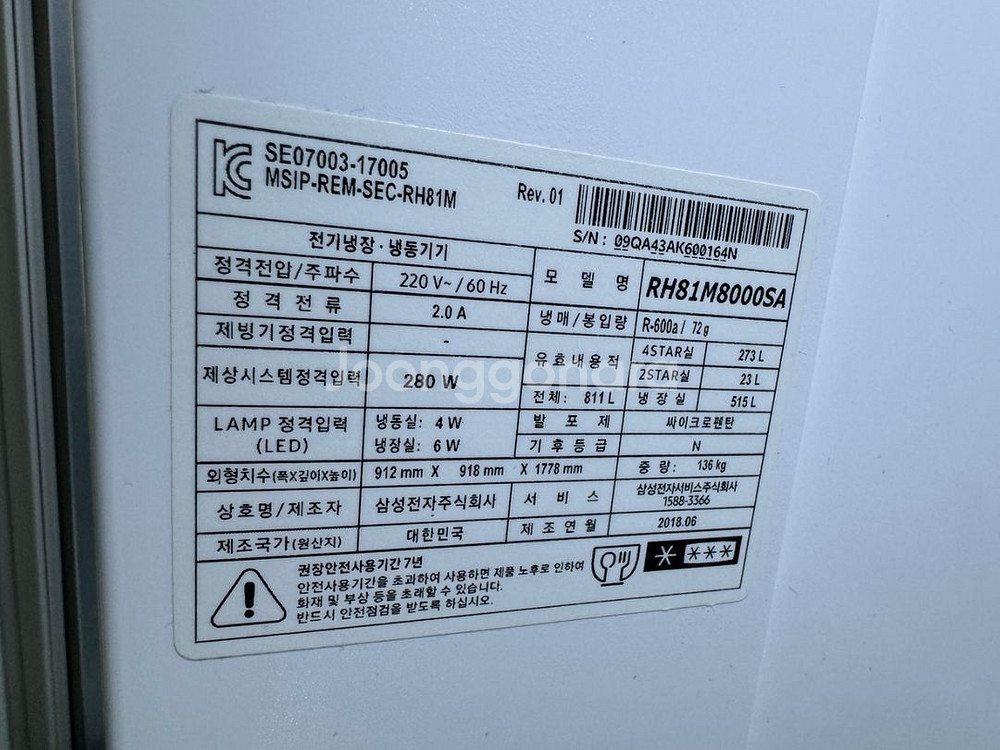 SE07003-17005
MSIP-REM-SEC-RH81M
Rev. 01
S/N : 09QA43AK600164N
전기냉장 · 냉동기기
정격전압/주파수 220 V~ / 60 Hz
정격전류 2.0 A
제빙기정격입력 -
제상시스템정격입력 280 W
LAMP 정격입력 (LED) 냉동실: 4 W
냉장실: 6 W
모델명 RH81M8000SA
냉매/봉입량 R-600a / 72 g
유효내용적 4STAR실 273 L
2STAR실 23 L
전체: 811 L 냉장실 515 L
발포제 싸이크로펜탄
기후등급 N
외형치수(폭X깊이X높이) 912 mm X 918 mm X 1778 mm
중량: 136 kg
상호명/제조자 삼성전자주식회사
서비스 삼성전자서비스주식회사
1588-3366
제조국가(원산지) 대한민국
제조연월 2018.06
권장안전사용기간 7년
안전사용기간을 초과하여 사용하면 제품 노후로 인하여
화재 및 부상 등을 초래할 수 있습니다.
반드시 안전점검을 받도록 하십시오.
Joonggonara